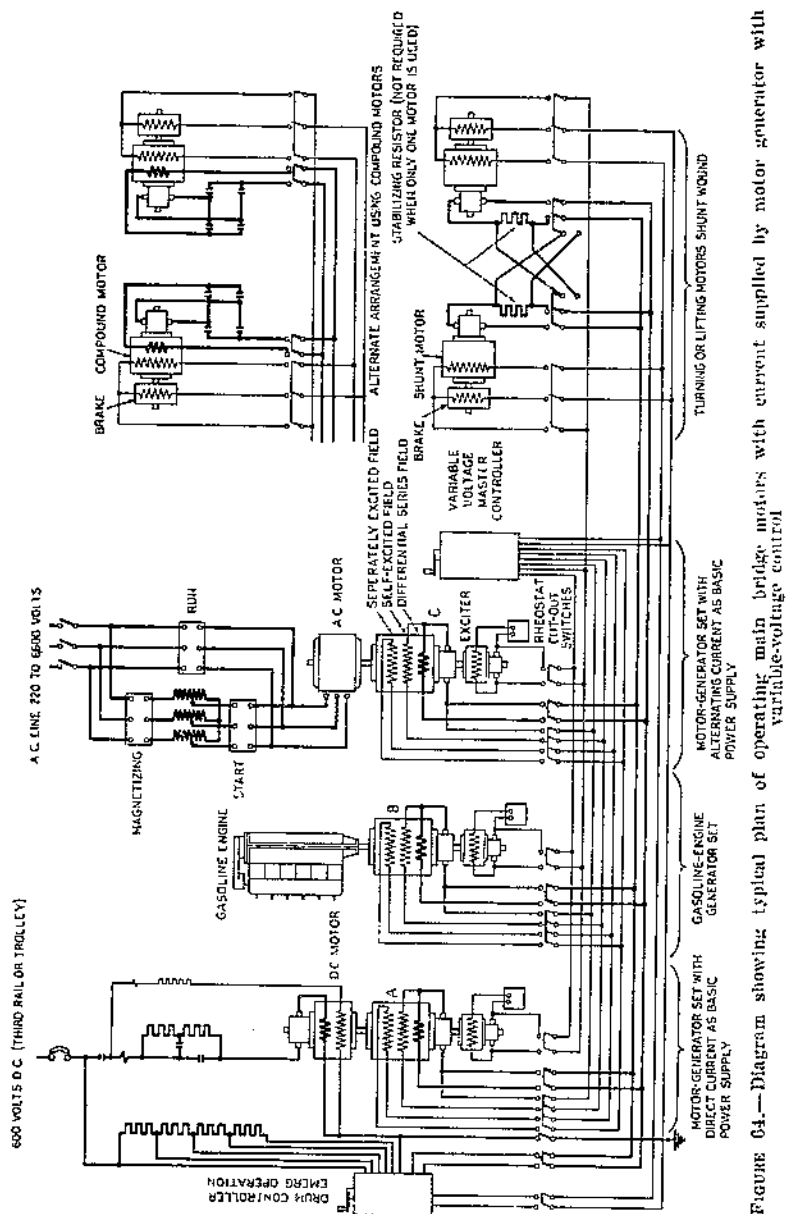 600 VOLTS D.C. (THIRD RAIL OR TROLLEY)
DRUM CONTROLLER
EMERG OPERATION
DC MOTOR
A
MOTOR-GENERATOR SET WITH
DIRECT CURRENT AS BASIC
POWER SUPPLY
GASOLINE ENGINE
B
GASOLINE-ENGINE
GENERATOR SET
A C. LINE 220 TO 6600 VOLTS
MAGNETIZING
START
RUN
A.C MOTOR
SEPERATELY EXCITED FIELD
SELF-EXCITED FIELD
DIFFERENTIAL SERIES FIELD
C
EXCITER
RHEOSTAT
CUT-OUT
SWITCHES
MOTOR-GENERATOR SET WITH
ALTERNATING CURRENT AS BASIC
POWER SUPPLY
VARIABLE
VOLTAGE
MASTER
CONTROLLER
BRAKE
COMPOUND MOTOR
ALTERNATE ARRANGEMENT USING COMPOUND MOTORS
STABILIZING RESISTOR (NOT REQUIRED
WHEN ONLY ONE MOTOR IS USED)
BRAKE
SHUNT MOTOR
TURNING OR LIFTING MOTORS SHUNT WOUND
FIGURE 64.—Diagram showing typical plan of operating main bridge motors with current supplied by motor generator with
variable-voltage control